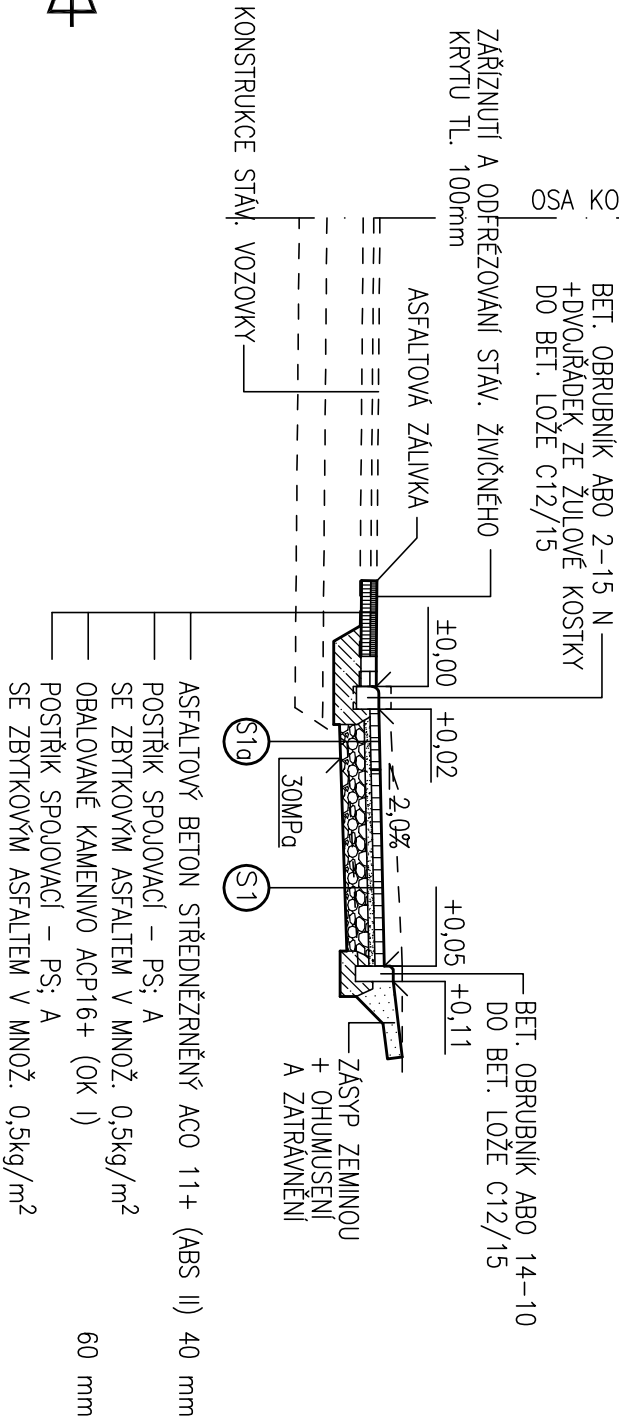 OSA KO
BET. OBRUBNÍK ABO 2-15 N
+DVOJŘÁDEK ZE ŽULOVÉ KOSTKY
DO BET. LOŽE C12/15
ZAŘÍZNUTÍ A ODFRÉZOVÁNÍ STÁV. ŽIVIČNÉHO
KRYTU TL. 100mm
ASFALTOVÁ ZÁLIVKA
KONSTRUKCE STÁV. VOZOVKY
±0,00
+0,02
2,0%
+0,05
+0,11
BET. OBRUBNÍK ABO 14-10
DO BET. LOŽE C12/15
S1a
30MPa
S1
ZÁSYP ZEMINOU
+ OHUMUSENÍ
A ZATRÁVNĚNÍ
ASFALTOVÝ BETON STŘEDNĚZRNĚNÝ ACO 11+ (ABS II) 40 mm
POSTŘIK SPOJOVACÍ – PS; A
SE ZBYTKOVÝM ASFALTEM V MNOŽ. 0,5kg/m²
OBALOVANÉ KAMENIVO ACP16+ (OK I) 60 mm
POSTŘIK SPOJOVACÍ – PS; A
SE ZBYTKOVÝM ASFALTEM V MNOŽ. 0,5kg/m²